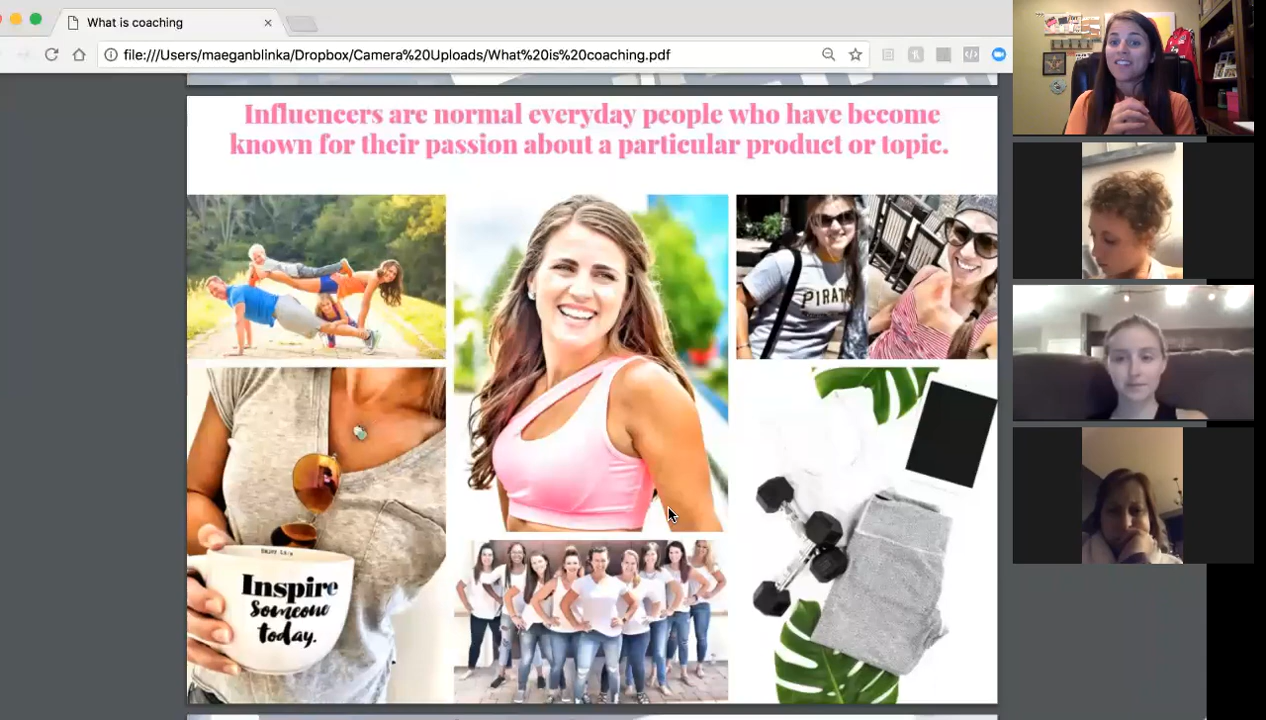 What is coaching
file:///Users/maeganblinka/Dropbox/Camera%20Uploads/What%20is%20coaching.pdf
Influencers are normal everyday people who have become
known for their passion about a particular product or topic.
PIRAT
Inspire
Someone
today.